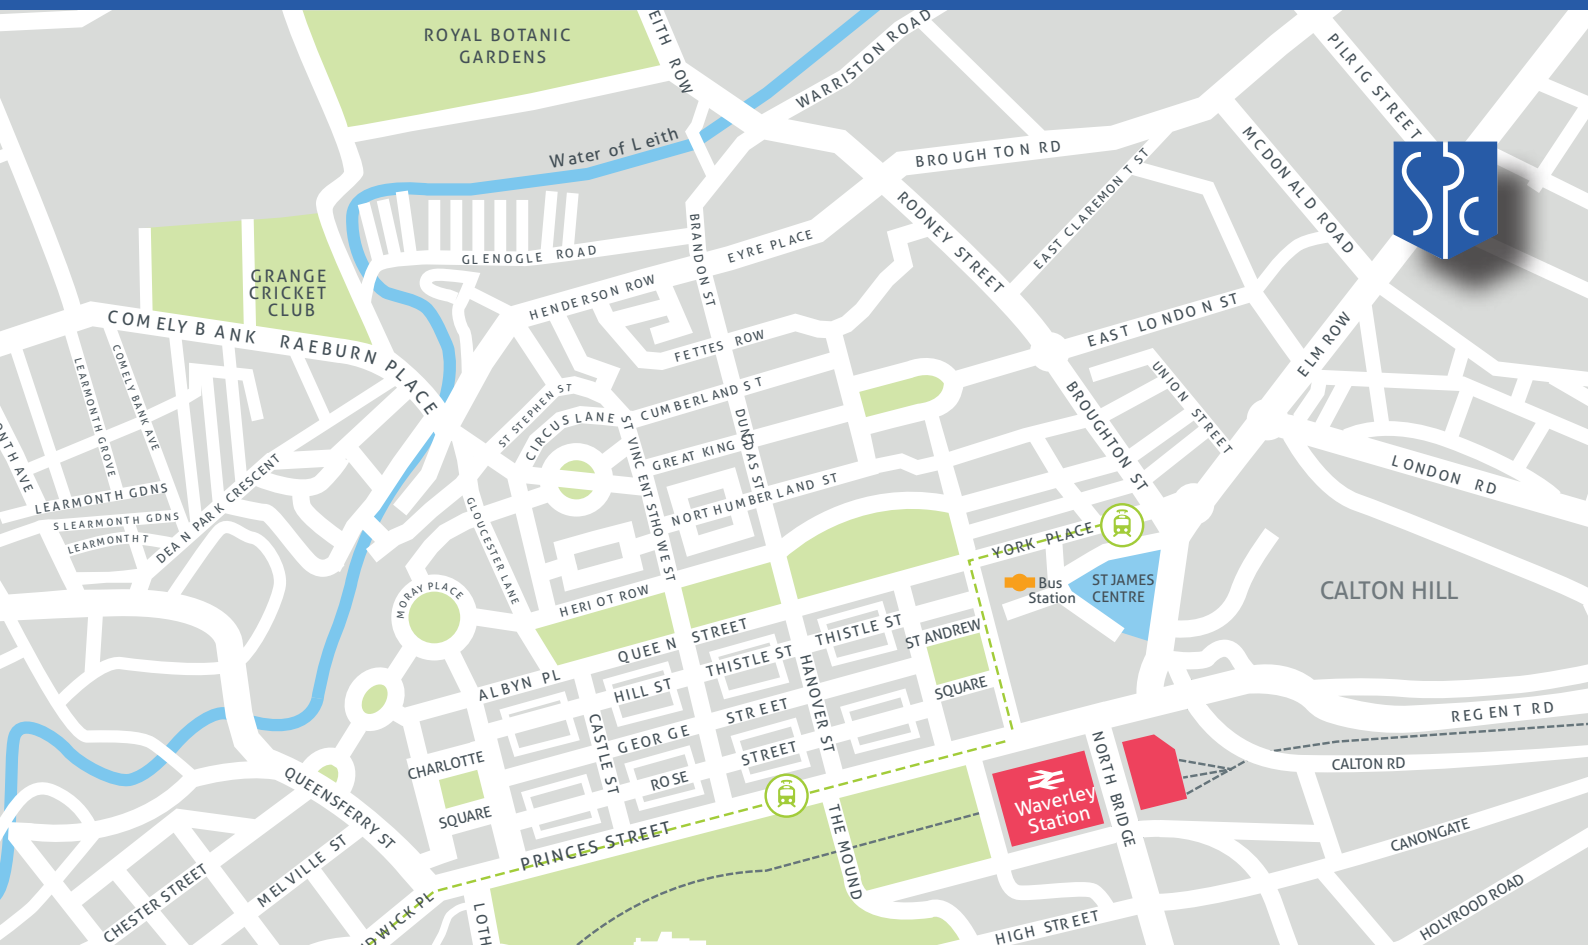 ROYAL BOTANIC
GARDENS
EITH ROW
WARRISTON ROAD
PILRIG STREET
Water of Leith
BROUGHTON RD
MCDONALD ROAD
EAST CLAREMONT ST
RODNEY STREET
SPC
GRANGE
CRICKET
CLUB
GLENOGLE ROAD
BRANDON ST
EYRE PLACE
HENDERSON ROW
COMELY BANK
RAEBURN PLACE
FETTES ROW
EAST LONDON ST
ELM ROW
LEARMONTH GROVE
COMELY BANK AVE
ST STEPHEN ST
CIRCUS LANE
CUMBERLAND ST
DUNDAS ST
UNION STREET
BROUGHTON ST
NTH AVE
ST VINCENT ST
HOWE ST
GREAT KING ST
NORTHUMBERLAND ST
LONDON RD
LEARMONTH GDNS
S LEARMONTH GDNS
LEARMONTH T
DEAN PARK CRESCENT
GLOUCESTER LANE
YORK PLACE
Bus
Station
ST JAMES
CENTRE
CALTON HILL
MORAY PLACE
HERIOT ROW
QUEEN STREET
THISTLE ST
THISTLE ST
ST ANDREW
SQUARE
ALBYN PL
HILL ST
HANOVER ST
CASTLE ST
GEORGE STREET
ROSE STREET
CHARLOTTE
SQUARE
QUEENSFERRY ST
PRINCES STREET
THE MOUND
Waverley
Station
NORTH BRIDGE
REGENT RD
CALTON RD
CANONGATE
HOLYROOD ROAD
HIGH STREET
MELVILLE ST
CHESTER STREET
DWICK PL
LOTH